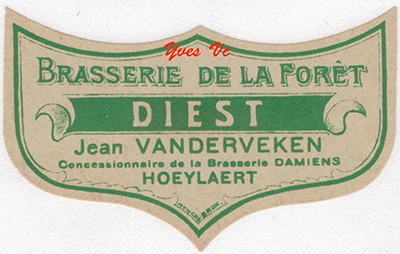 Yves Vc
BRASSERIE DE LA FORÊT
DIEST
Jean VANDERVEKEN
Concessionnaire de la Brasserie DAMIENS
HOEYLAERT